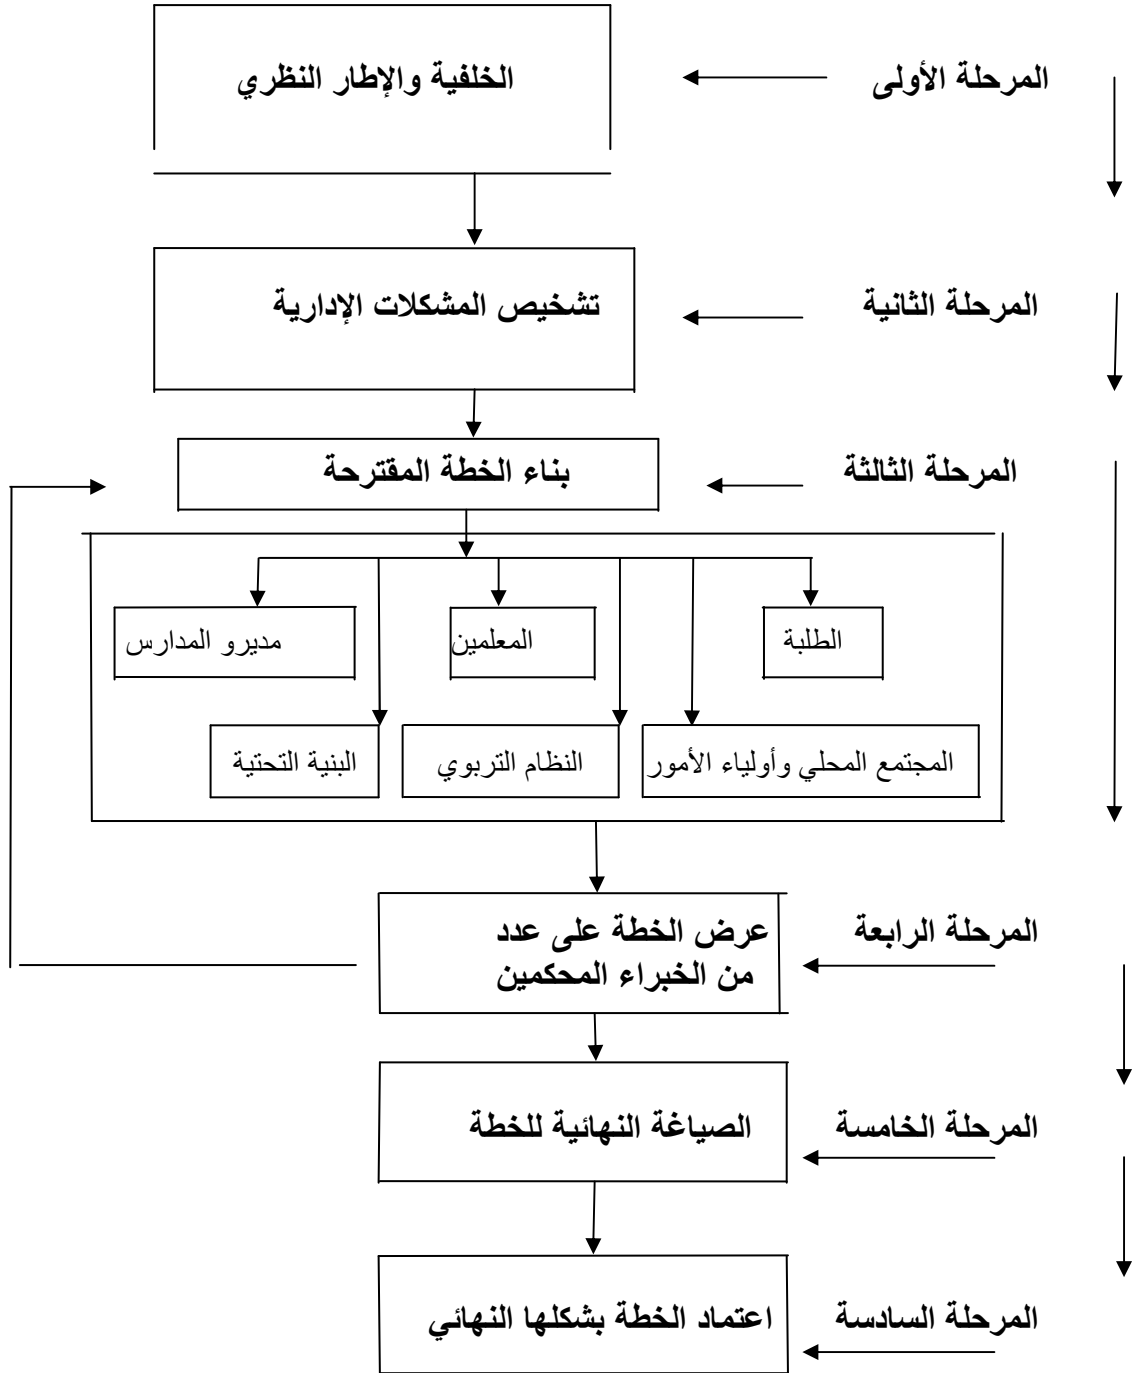 المرحلة الأولى
الخلفية والإطار النظري
المرحلة الثانية
تشخيص المشكلات الإدارية
المرحلة الثالثة
بناء الخطة المقترحة
الطلبة
المعلمين
مديرو المدارس
المجتمع المحلي وأولياء الأمور
النظام التربوي
البنية التحتية
المرحلة الرابعة
عرض الخطة على عدد
من الخبراء المحكمين
المرحلة الخامسة
الصياغة النهائية للخطة
المرحلة السادسة
اعتماد الخطة بشكلها النهائي